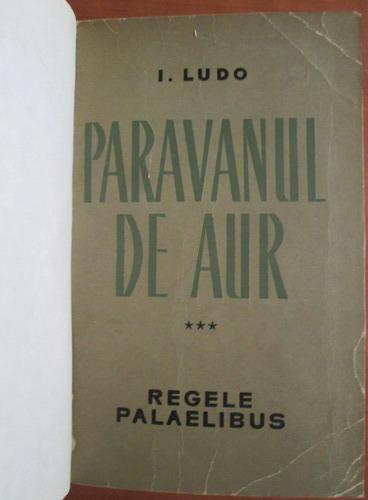 I. LUDO
PARAVANUL
DE AUR
***
REGELE
PALAELIBUS